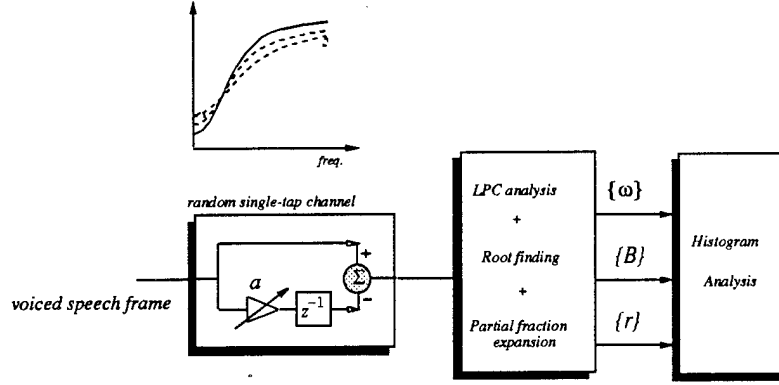 freq.
random single-tap channel
a
z⁻¹
+
Σ
−
voiced speech frame
LPC analysis
+
Root finding
+
Partial fraction
expansion
{ω}
{B}
{r}
Histogram
Analysis